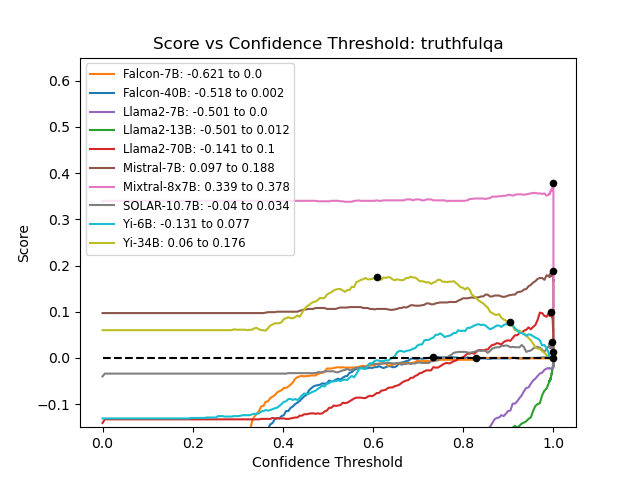 Score vs Confidence Threshold: truthfulqa
Falcon-7B: -0.621 to 0.0
Falcon-40B: -0.518 to 0.002
Llama2-7B: -0.501 to 0.0
Llama2-13B: -0.501 to 0.012
Llama2-70B: -0.141 to 0.1
Mistral-7B: 0.097 to 0.188
Mixtral-8x7B: 0.339 to 0.378
SOLAR-10.7B: -0.04 to 0.034
Yi-6B: -0.131 to 0.077
Yi-34B: 0.06 to 0.176
Score
0.6
0.5
0.4
0.3
0.2
0.1
0.0
−0.1
0.0 0.2 0.4 0.6 0.8 1.0
Confidence Threshold